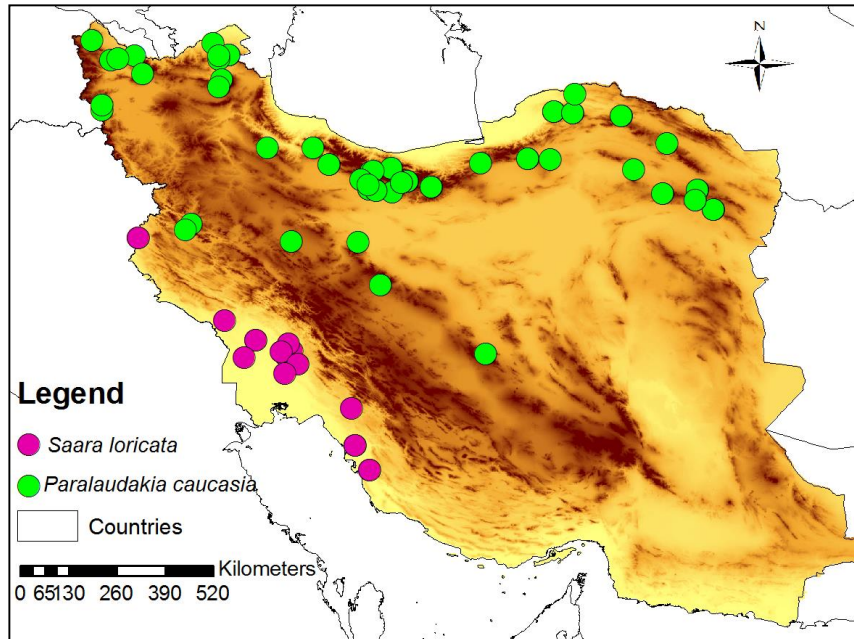 N
Legend
Saara loricata
Paralaudakia caucasia
Countries
Kilometers
0 65130 260 390 520